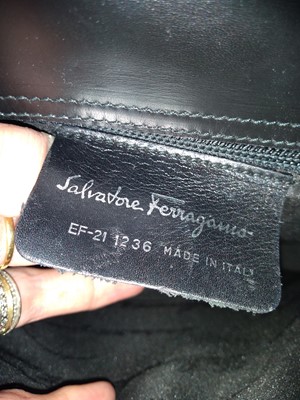 Salvatore Ferragamo
EF-21 1236 MADE IN ITALY